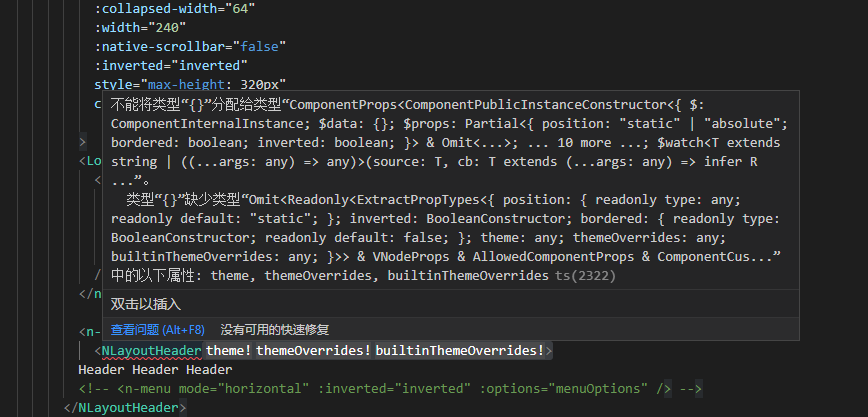 :collapsed-width="64"
:width="240"
:native-scrollbar="false"
:inverted="inverted"
style="max-height: 320px"
c
不能将类型“{}”分配给类型“ComponentProps<ComponentPublicInstanceConstructor<{ $:
ComponentInternalInstance; $data: {}; $props: Partial<{ position: "static" | "absolute";
bordered: boolean; inverted: boolean; }> & Omit<...>; ... 10 more ...; $watch<T extends
>
string | ((...args: any) => any)>(source: T, cb: T extends (...args: any) => infer R
<Lo
...”。
<
类型“{}”缺少类型“Omit<Readonly<ExtractPropTypes<{ position: { readonly type: any;
readonly default: "static"; }; inverted: BooleanConstructor; bordered: { readonly type:
BooleanConstructor; readonly default: false; }; theme: any; themeOverrides: any;
builtinThemeOverrides: any; }>> & VNodeProps & AllowedComponentProps & ComponentCus...”
/
中的以下属性: theme, themeOverrides, builtinThemeOverrides ts(2322)
</n
双击以插入
<n-
查看问题 (Alt+F8) 没有可用的快速修复
<NLayoutHeader theme! themeOverrides! builtinThemeOverrides!>
Header Header Header
<!-- <n-menu mode="horizontal" :inverted="inverted" :options="menuOptions" /> -->
</NLayoutHeader>